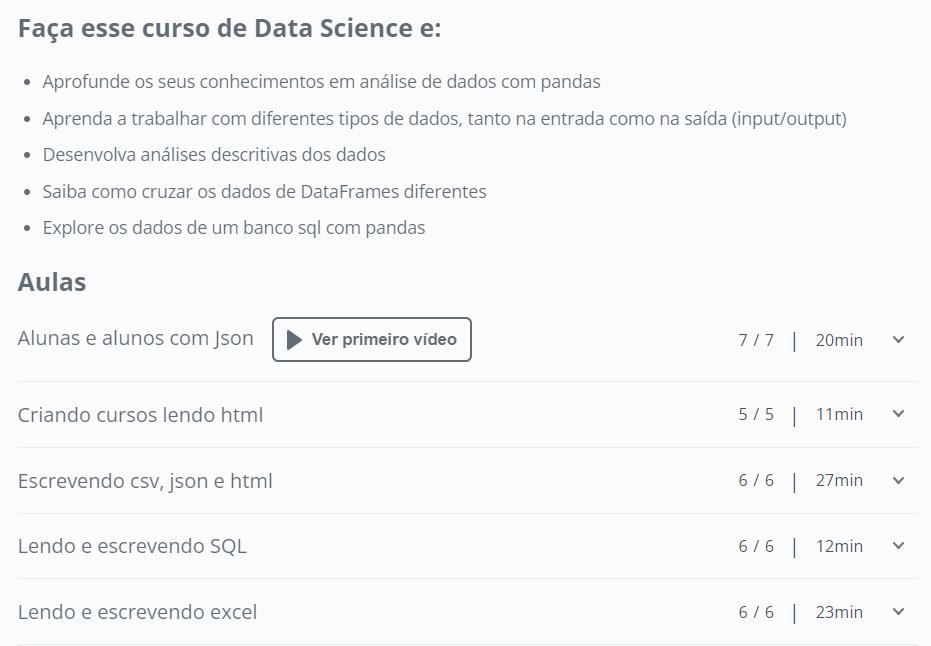 Faça esse curso de Data Science e:
• Aprofunde os seus conhecimentos em análise de dados com pandas
• Aprenda a trabalhar com diferentes tipos de dados, tanto na entrada como na saída (input/output)
• Desenvolva análises descritivas dos dados
• Saiba como cruzar os dados de DataFrames diferentes
• Explore os dados de um banco sql com pandas
Aulas
Alunas e alunos com Json Ver primeiro vídeo 7 / 7 | 20min
Criando cursos lendo html 5 / 5 | 11min
Escrevendo csv, json e html 6 / 6 | 27min
Lendo e escrevendo SQL 6 / 6 | 12min
Lendo e escrevendo excel 6 / 6 | 23min